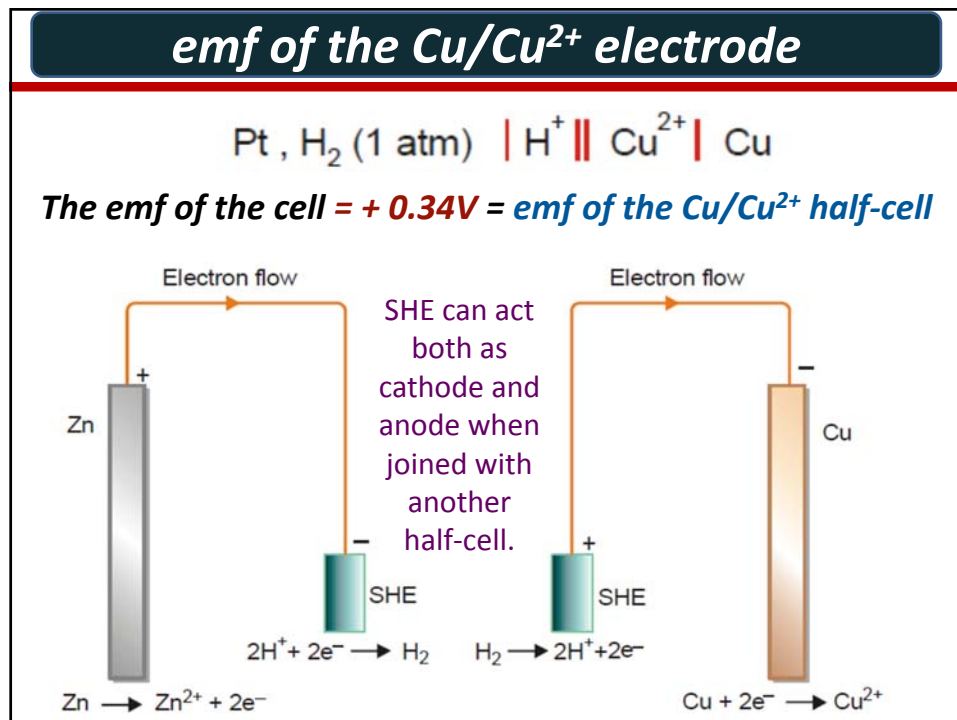 emf of the Cu/Cu²⁺ electrode
Pt , H₂ (1 atm) | H⁺ || Cu²⁺ | Cu
The emf of the cell = + 0.34V = emf of the Cu/Cu²⁺ half-cell
Electron flow
Electron flow
SHE can act
both as
cathode and
anode when
joined with
another
half-cell.
+
Zn
–
SHE
2H⁺+ 2e⁻ ⟶ H₂
Zn ⟶ Zn²⁺ + 2e⁻
+
SHE
H₂ ⟶ 2H⁺+2e⁻
–
Cu
Cu + 2e⁻ ⟶ Cu²⁺